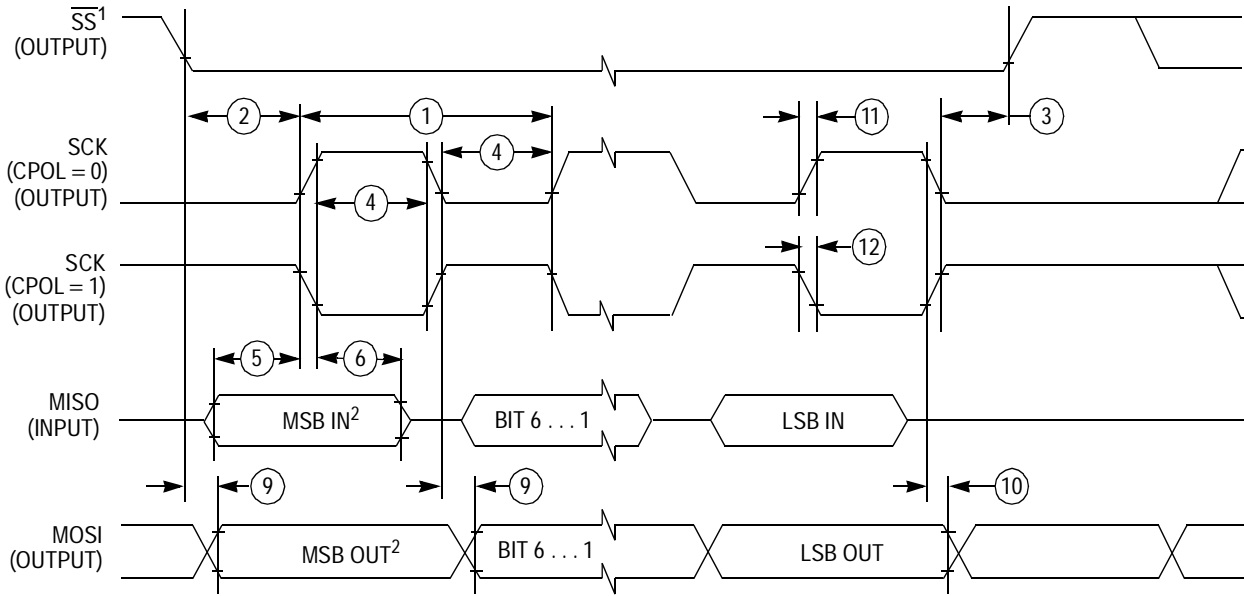 SS¹
(OUTPUT)
2
1
11
3
SCK
(CPOL = 0)
(OUTPUT)
4
4
SCK
(CPOL = 1)
(OUTPUT)
12
5
6
MISO
(INPUT)
MSB IN²
BIT 6 . . . 1
LSB IN
9
9
10
MOSI
(OUTPUT)
MSB OUT²
BIT 6 . . . 1
LSB OUT